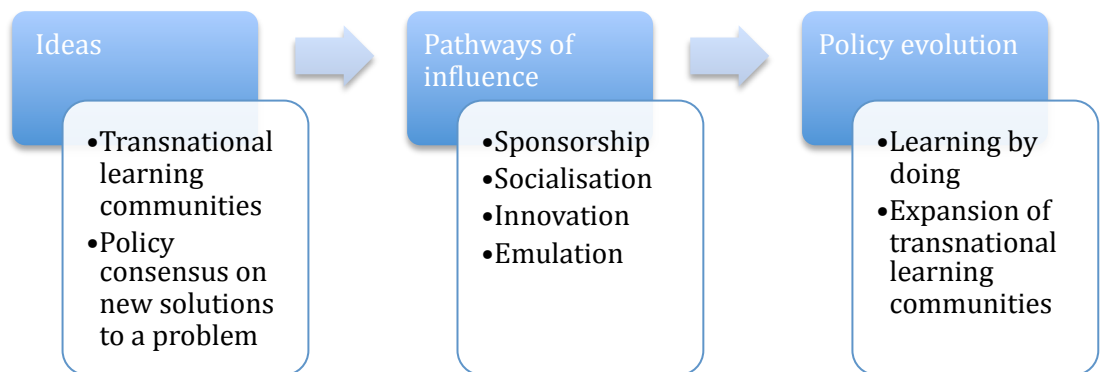 Ideas
•Transnational
learning
communities
•Policy
consensus on
new solutions
to a problem
Pathways of
influence
•Sponsorship
•Socialisation
•Innovation
•Emulation
Policy evolution
•Learning by
doing
•Expansion of
transnational
learning
communities